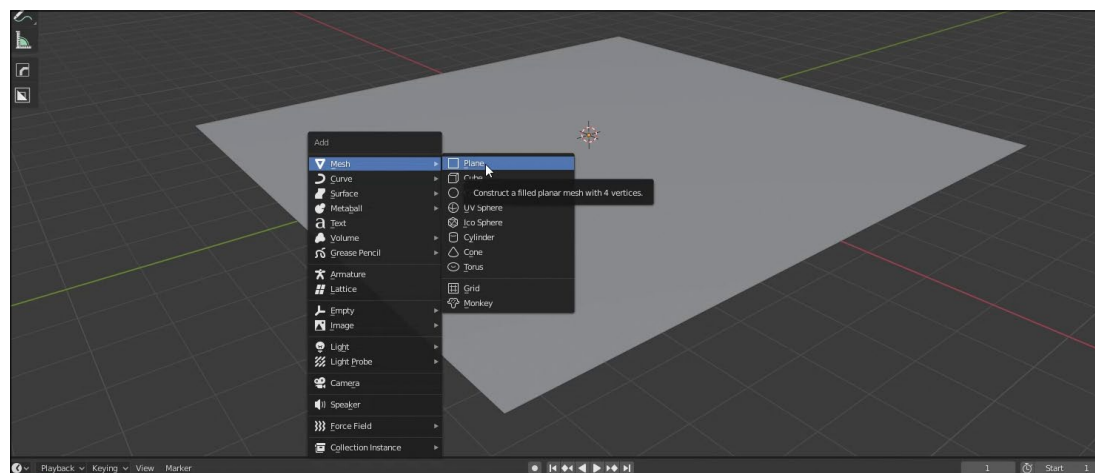 Add
Mesh
Curve
Surface
Metaball
Text
Volume
Grease Pencil
Armature
Lattice
Empty
Image
Light
Light Probe
Camera
Speaker
Force Field
Collection Instance
Plane
Cube
Construct a filled planar mesh with 4 vertices.
UV Sphere
Ico Sphere
Cylinder
Cone
Torus
Grid
Monkey
Playback Keying View Marker 1 Start 1